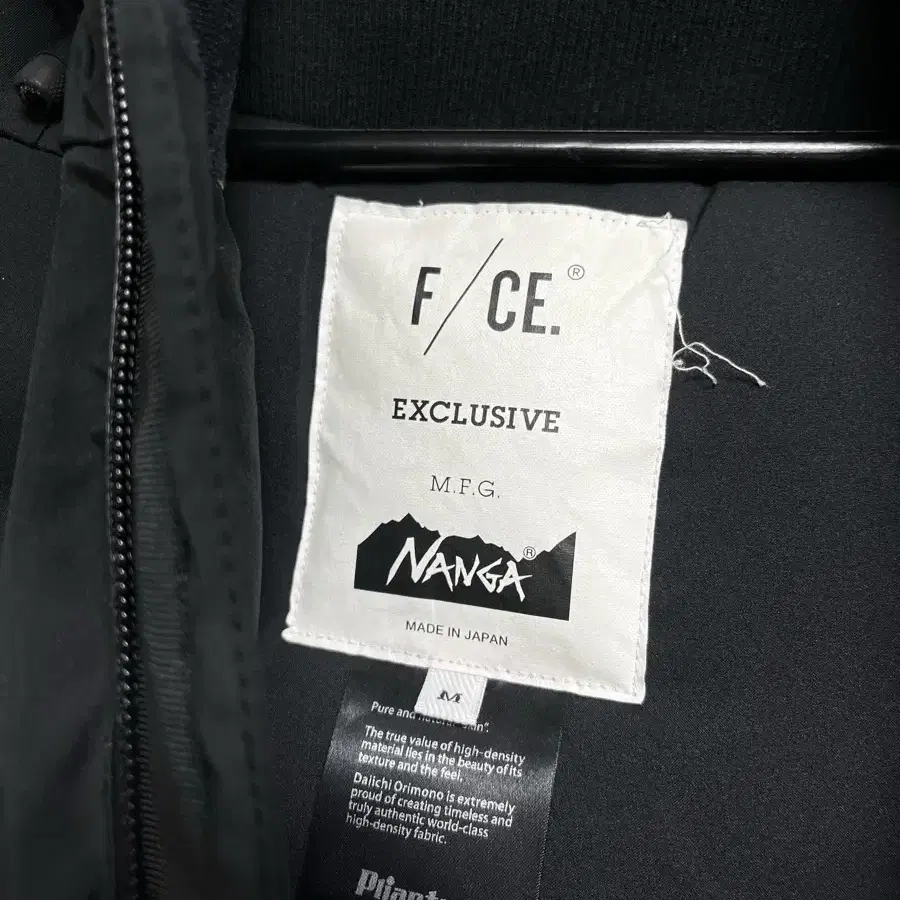 F/CE.®
EXCLUSIVE
M.F.G.
NANGA®
MADE IN JAPAN
M
Pure and natural skin".
The true value of high-density
material lies in the beauty of its
texture and the feel.
Daiichi Orimono is extremely
proud of creating timeless and
truly authentic world-class
high-density fabric.